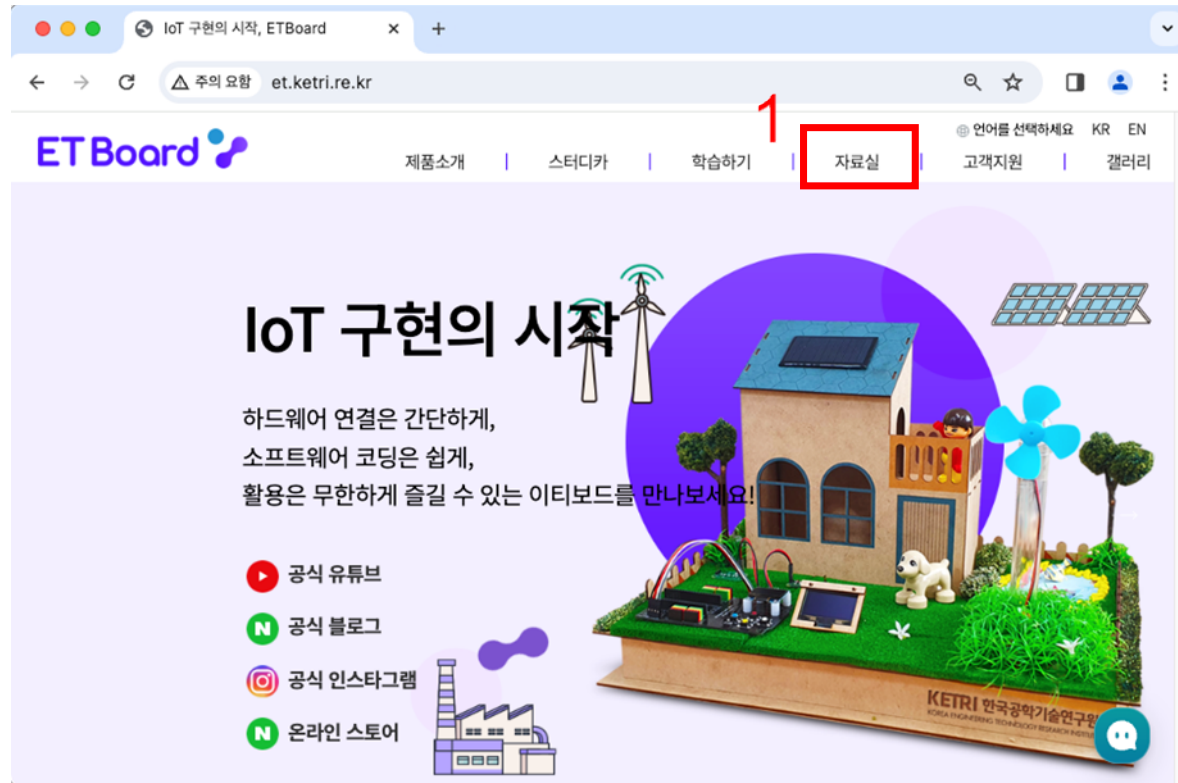 IoT 구현의 시작, ETBoard
주의 요함 et.ketri.re.kr
1
언어를 선택하세요 KR EN
ET Board
제품소개 | 스터디카 | 학습하기 | 자료실 | 고객지원 | 갤러리
IoT 구현의 시작
하드웨어 연결은 간단하게,
소프트웨어 코딩은 쉽게,
활용은 무한하게 즐길 수 있는 이티보드를 만나보세요!
공식 유튜브
공식 블로그
공식 인스타그램
온라인 스토어
KETRI 한국공학기술연구원
KOREA ENGINEERING TECHNOLOGY RESEARCH